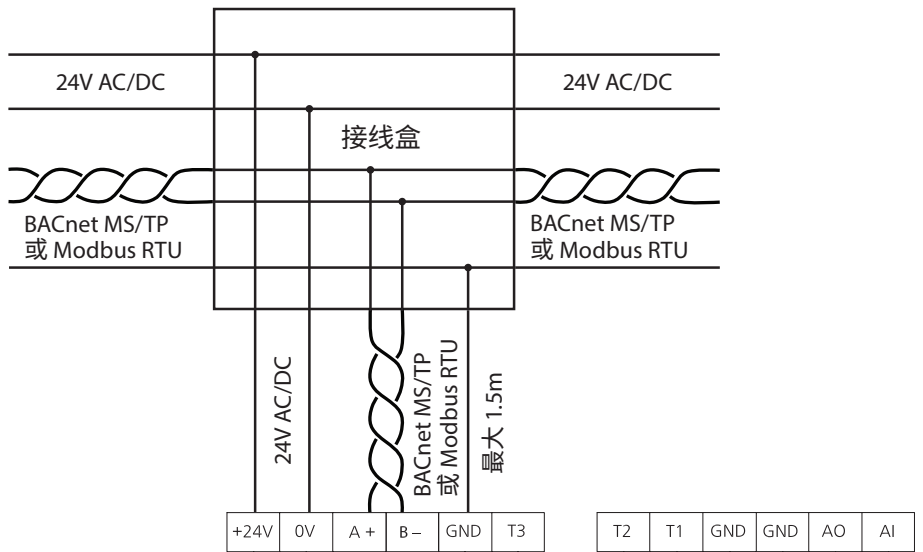 24V AC/DC
24V AC/DC
接线盒
BACnet MS/TP
或 Modbus RTU
BACnet MS/TP
或 Modbus RTU
24V AC/DC
BACnet MS/TP
或 Modbus RTU
最大 1.5m
+24V 0V A + B – GND T3 T2 T1 GND GND AO AI